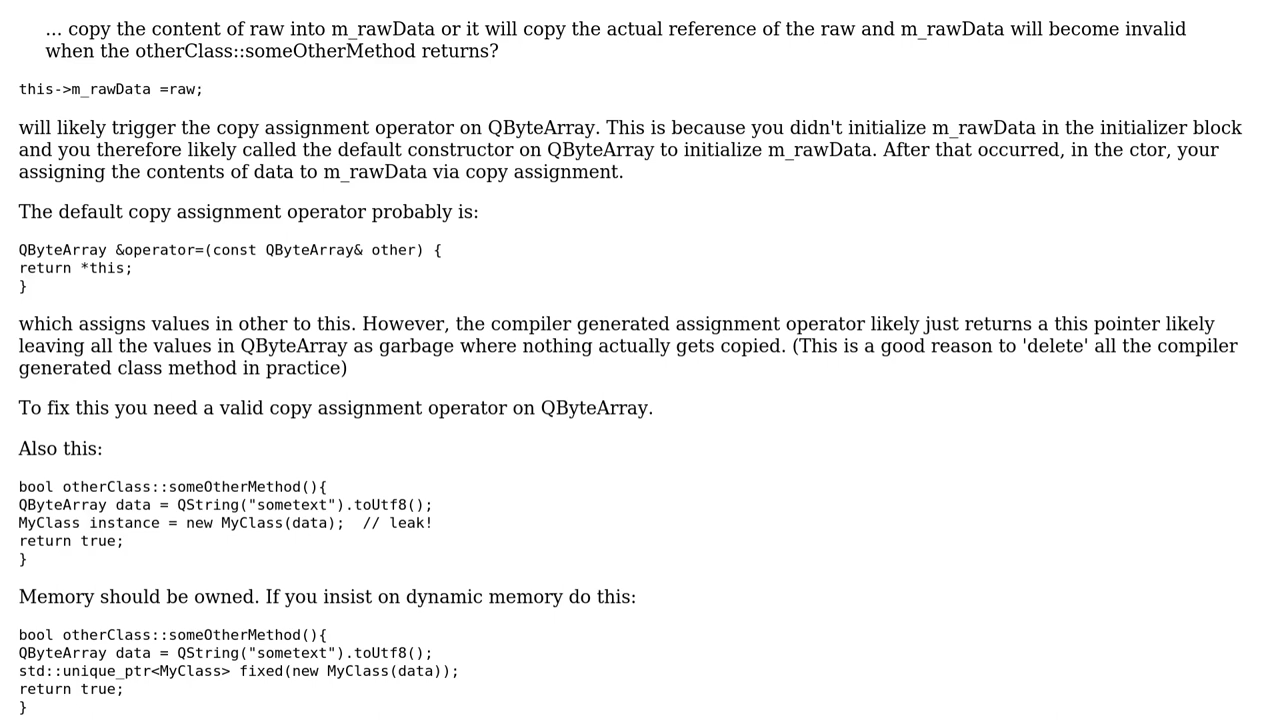 ... copy the content of raw into m_rawData or it will copy the actual reference of the raw and m_rawData will become invalid
when the otherClass::someOtherMethod returns?
this->m_rawData =raw;
will likely trigger the copy assignment operator on QByteArray. This is because you didn't initialize m_rawData in the initializer block
and you therefore likely called the default constructor on QByteArray to initialize m_rawData. After that occurred, in the ctor, your
assigning the contents of data to m_rawData via copy assignment.
The default copy assignment operator probably is:
QByteArray &operator=(const QByteArray& other) {
return *this;
}
which assigns values in other to this. However, the compiler generated assignment operator likely just returns a this pointer likely
leaving all the values in QByteArray as garbage where nothing actually gets copied. (This is a good reason to 'delete' all the compiler
generated class method in practice)
To fix this you need a valid copy assignment operator on QByteArray.
Also this:
bool otherClass::someOtherMethod(){
QByteArray data = QString("sometext").toUtf8();
MyClass instance = new MyClass(data);  // leak!
return true;
}
Memory should be owned. If you insist on dynamic memory do this:
bool otherClass::someOtherMethod(){
QByteArray data = QString("sometext").toUtf8();
std::unique_ptr<MyClass> fixed(new MyClass(data));
return true;
}